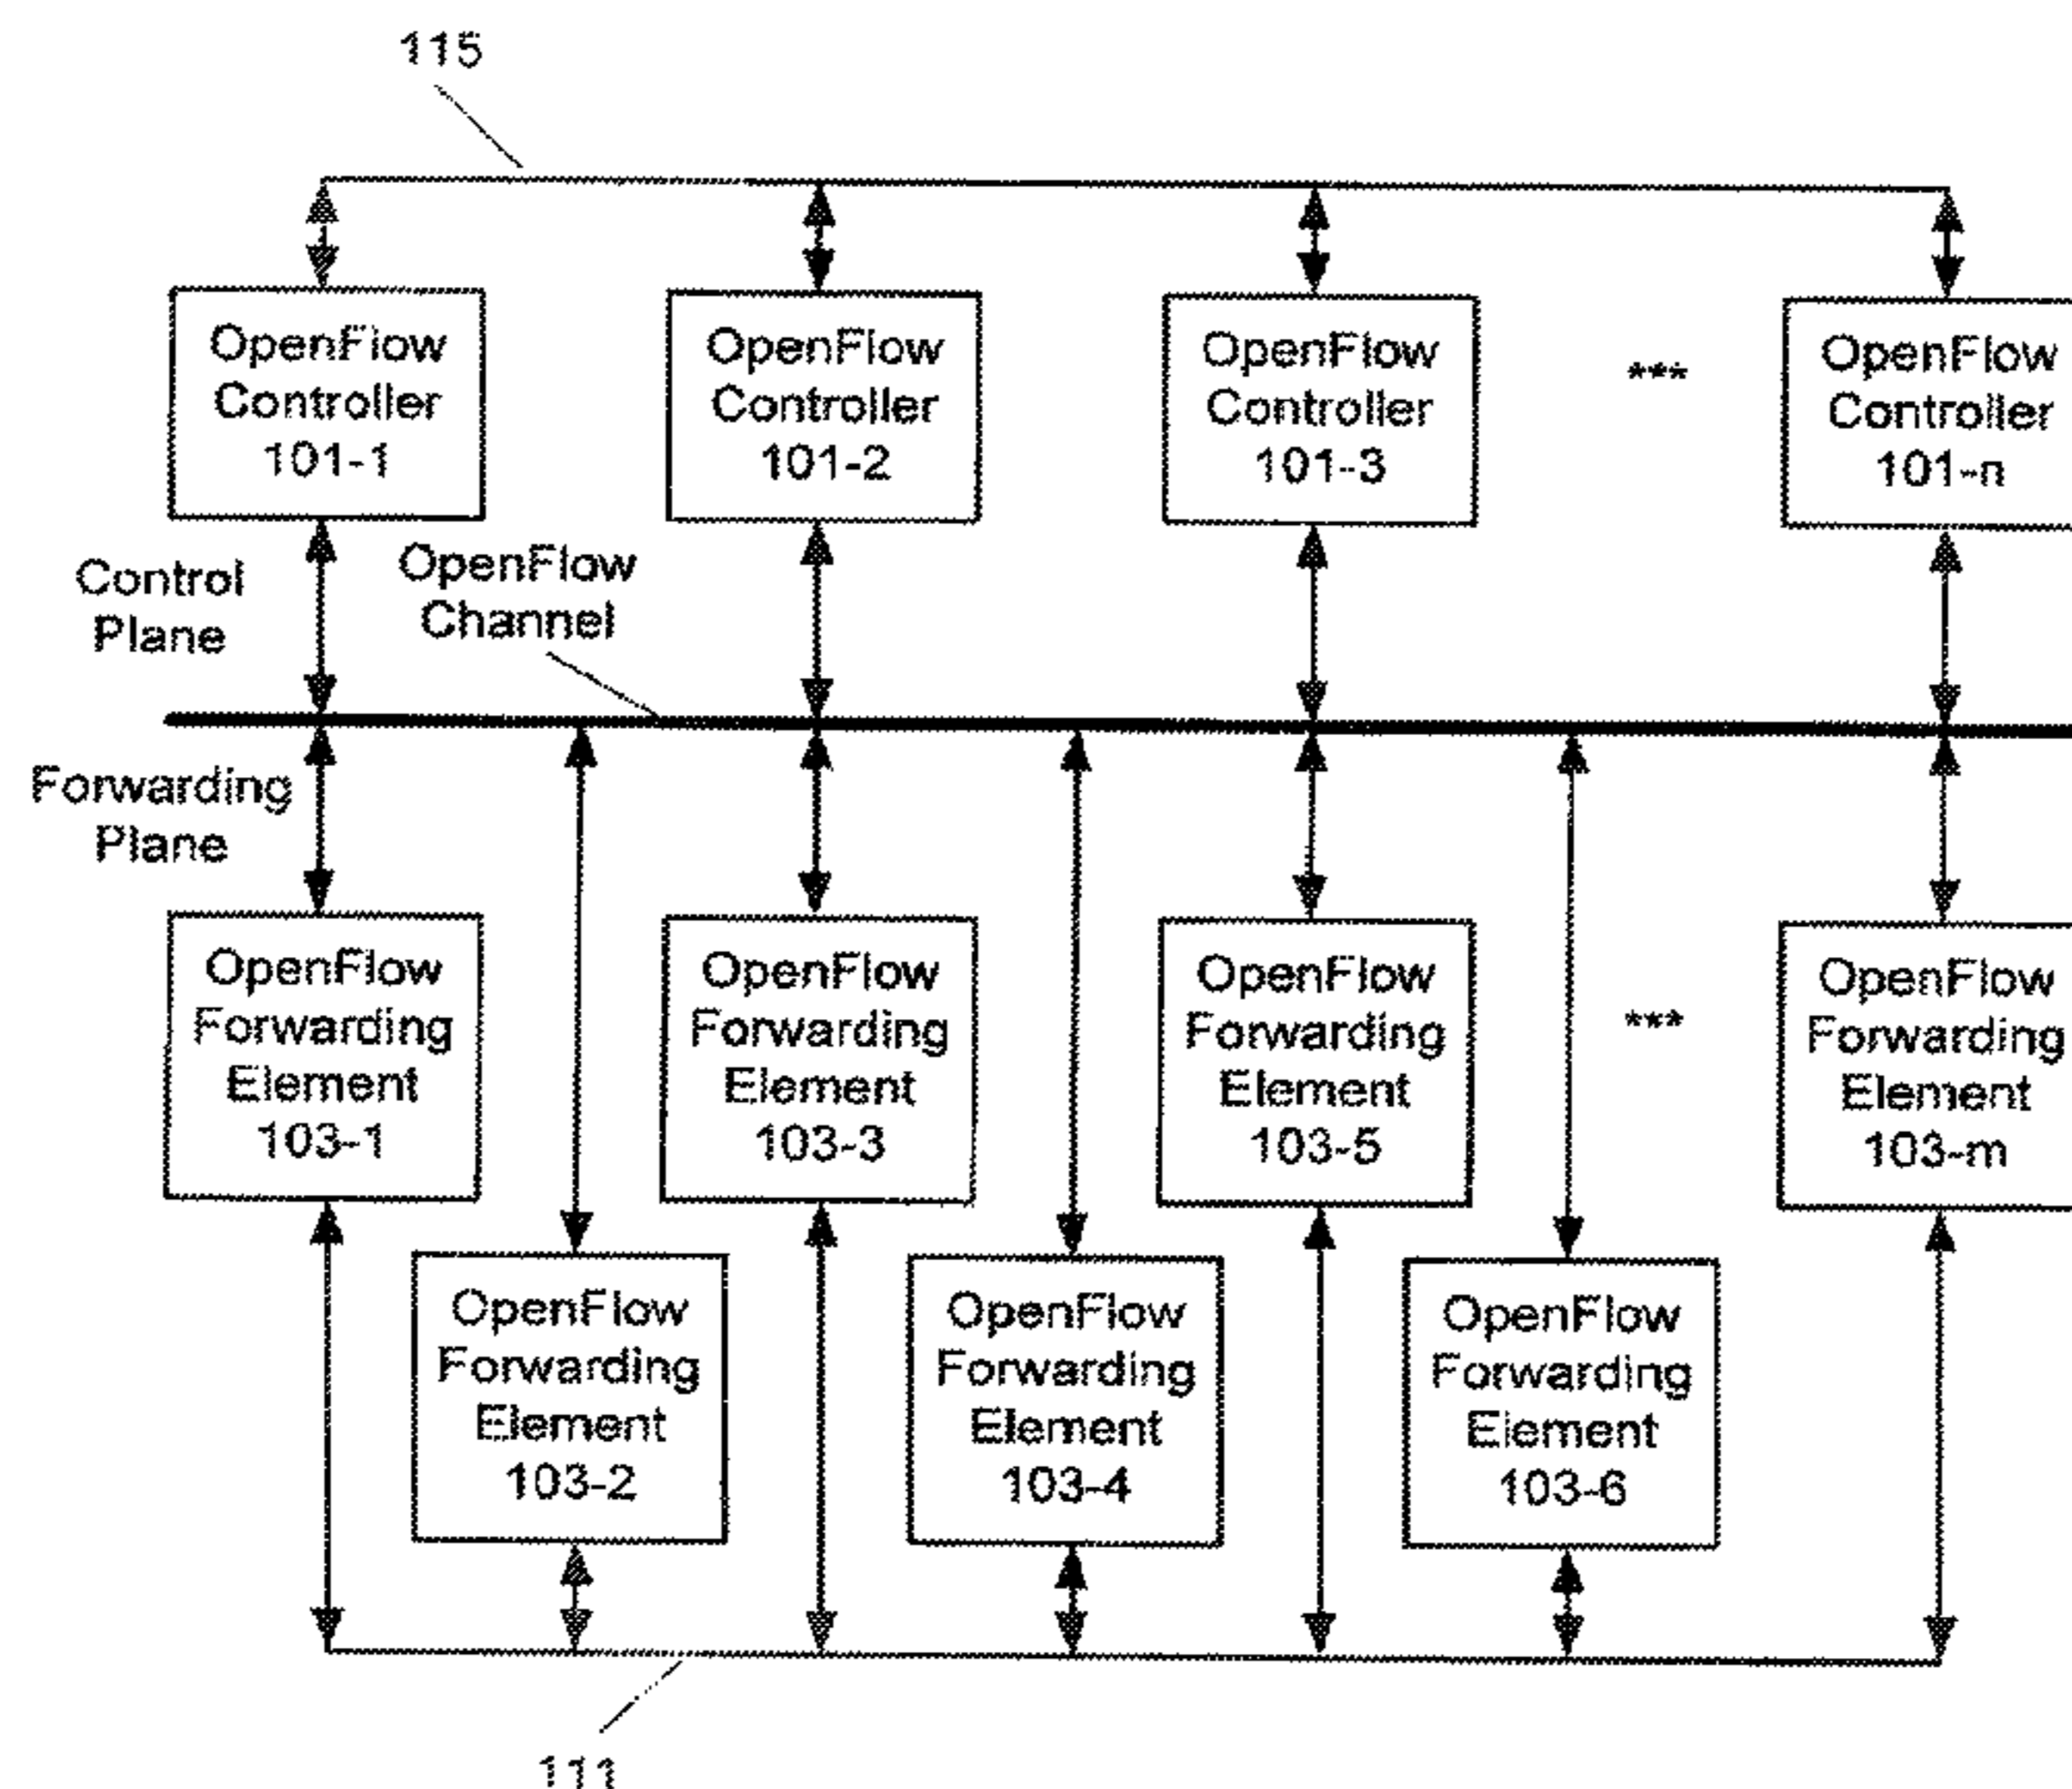 115
OpenFlow
Controller
101-1
OpenFlow
Controller
101-2
OpenFlow
Controller
101-3
***
OpenFlow
Controller
101-n
Control
Plane
OpenFlow
Channel
Forwarding
Plane
OpenFlow
Forwarding
Element
103-1
OpenFlow
Forwarding
Element
103-3
OpenFlow
Forwarding
Element
103-5
***
OpenFlow
Forwarding
Element
103-m
OpenFlow
Forwarding
Element
103-2
OpenFlow
Forwarding
Element
103-4
OpenFlow
Forwarding
Element
103-6
111